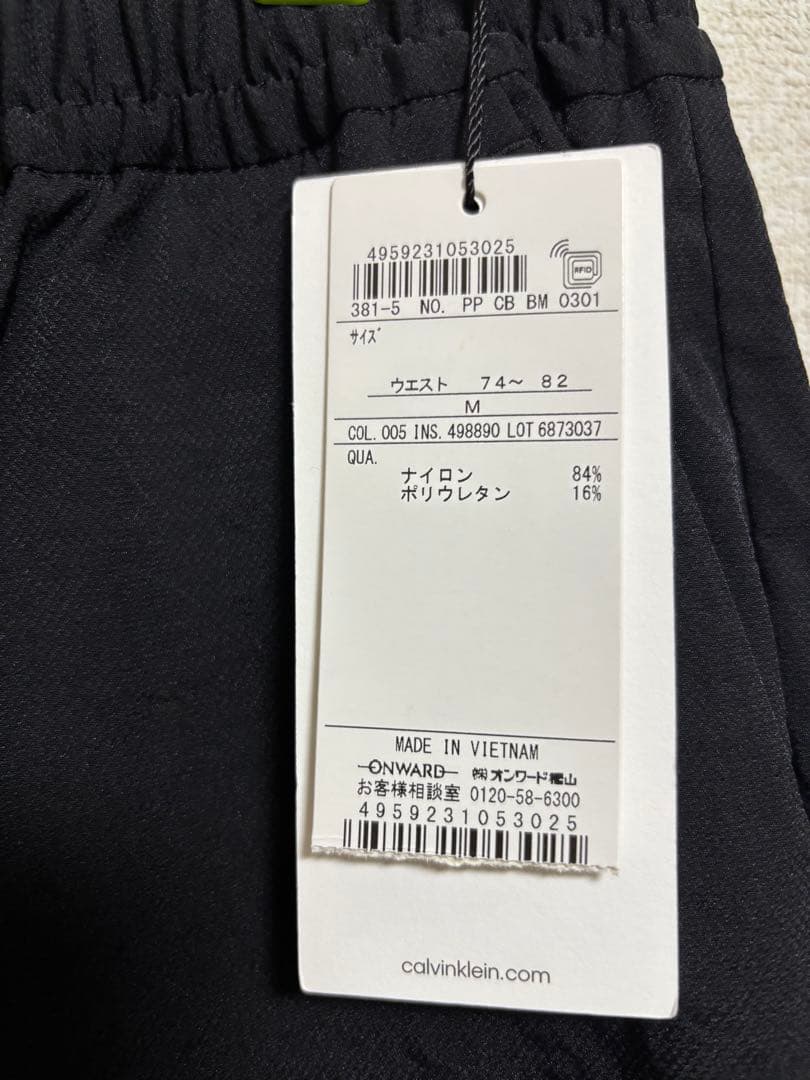 4959231053025
RFID
381-5 NO. PP CB BM 0301
サイズ
ウエスト 74〜 82
M
COL. 005 INS. 498890 LOT 6873037
QUA.
ナイロン 84%
ポリウレタン 16%
MADE IN VIETNAM
ONWARD ㈱オンワード樫山
お客様相談室 0120-58-6300
4959231053025
calvinklein.com